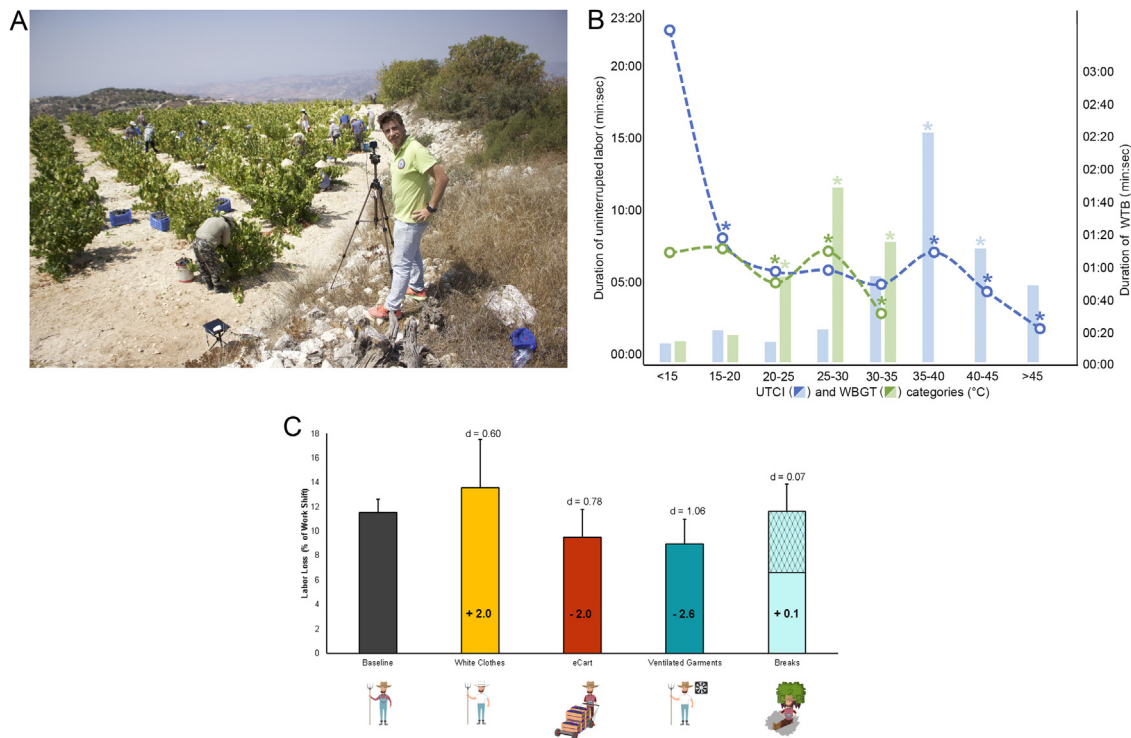 A
B
23:20
20:00
15:00
10:00
05:00
00:00
Duration of uninterrupted labor (min:sec)
03:00
02:40
02:20
02:00
01:40
01:20
01:00
00:40
00:20
00:00
Duration of WTB (min:sec)
* * * * * * * * * * * *
<15 15-20 20-25 25-30 30-35 35-40 40-45 >45
UTCI ( ) and WBGT ( ) categories (°C)
C
18
16
14
12
10
8
6
4
2
0
Labor Loss (% of Work Shift)
d = 0.60
d = 0.78
d = 1.06
d = 0.07
+ 2.0
- 2.0
- 2.6
+ 0.1
Baseline White Clothes eCart Ventilated Garments Breaks